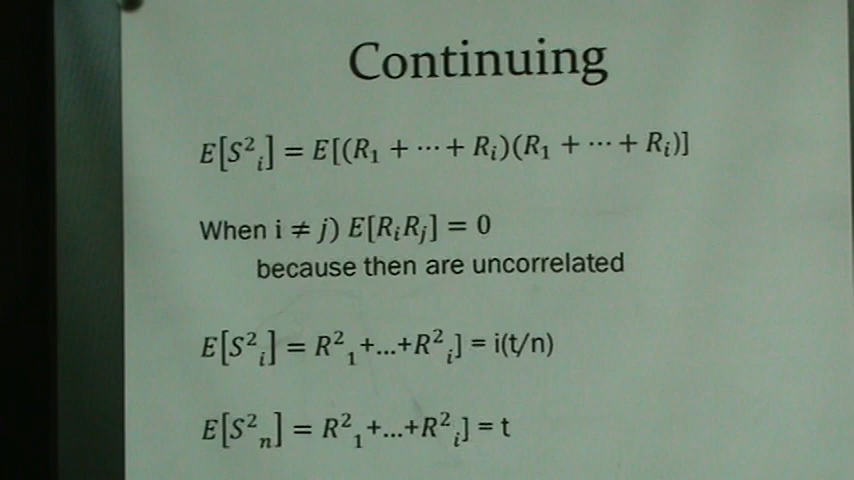 Continuing
E[S²ᵢ] = E[(R₁ + ⋯ + Rᵢ)(R₁ + ⋯ + Rᵢ)]
When i ≠ j) E[RᵢRⱼ] = 0
because then are uncorrelated
E[S²ᵢ] = R²₁+...+R²ᵢ] = i(t/n)
E[S²ₙ] = R²₁+...+R²ᵢ] = t